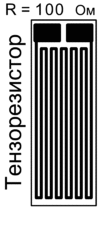 R = 100 Ом
Тензорезистор